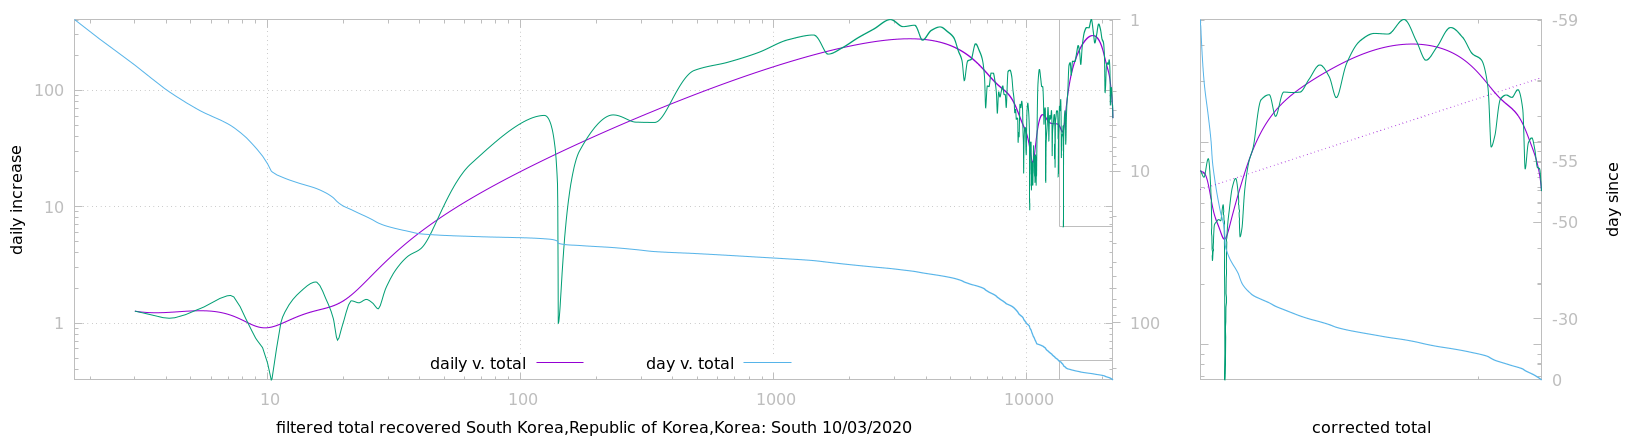 daily increase
100
10
1
10
100
1000
10000
1
10
100
daily v. total
day v. total
filtered total recovered South Korea,Republic of Korea,Korea: South 10/03/2020
-59
-55
-50
-30
0
day since
corrected total